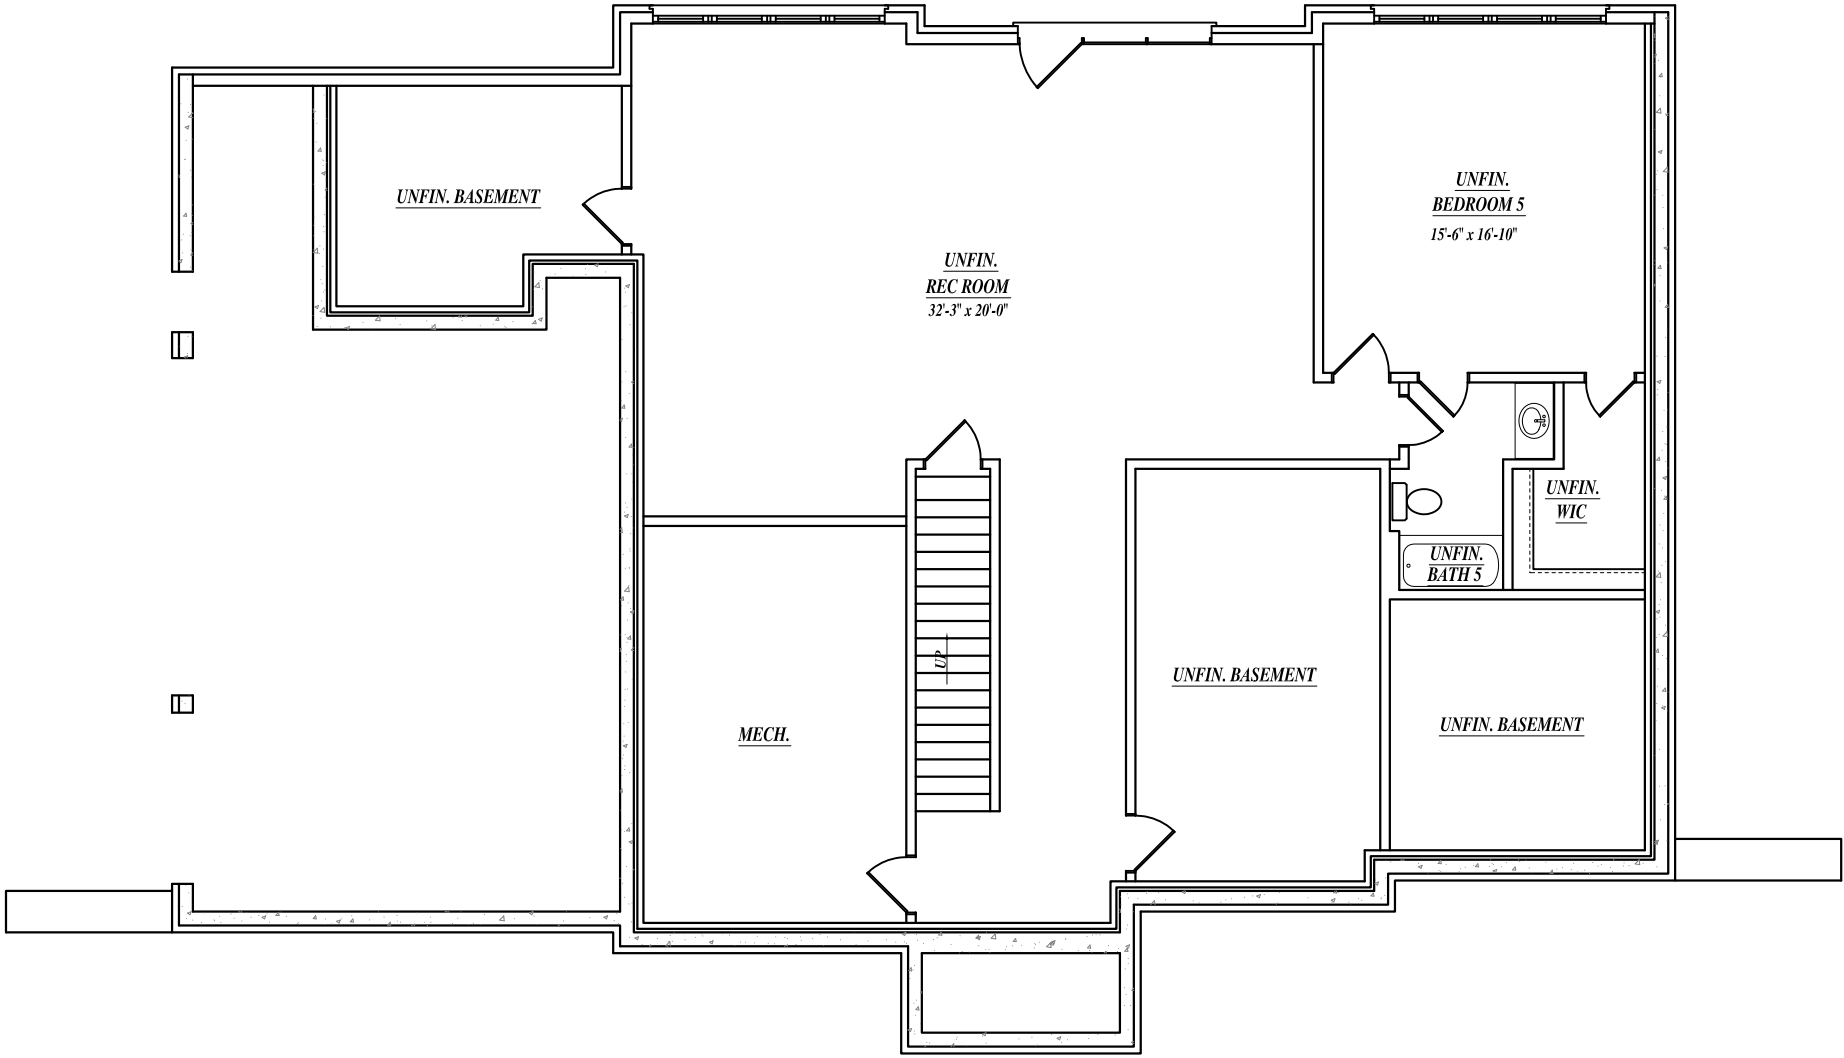 UNFIN. BASEMENT
UNFIN.
REC ROOM
32'-3" x 20'-0"
UNFIN.
BEDROOM 5
15'-6" x 16'-10"
UNFIN.
WIC
UNFIN.
BATH 5
UP
MECH.
UNFIN. BASEMENT
UNFIN. BASEMENT